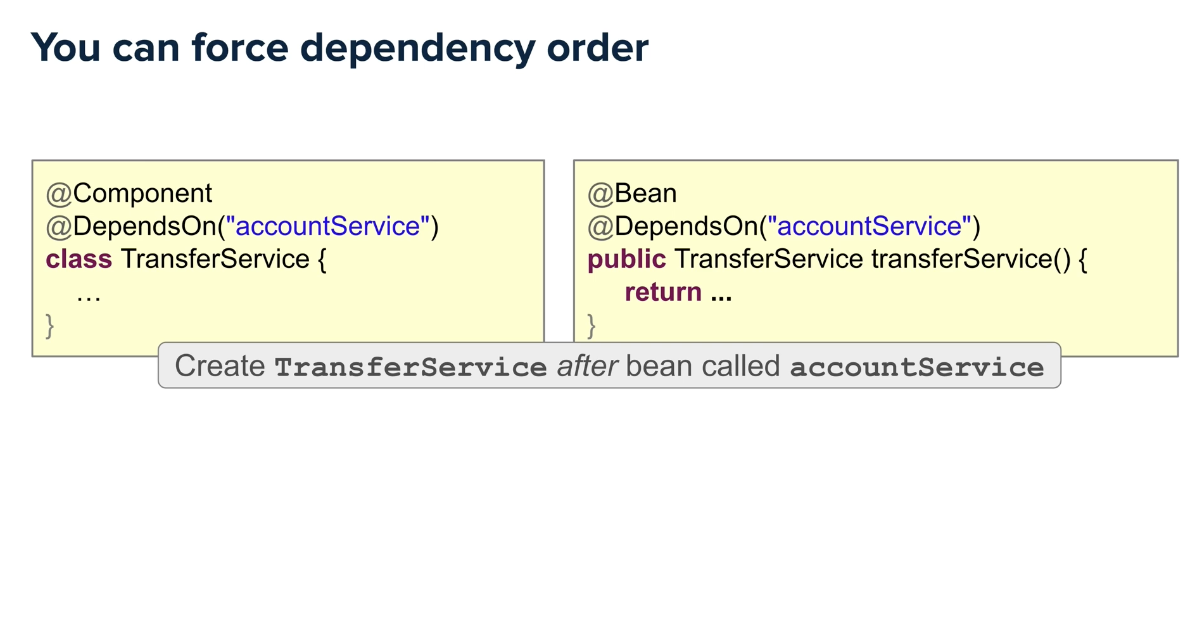 You can force dependency order
@Component
@DependsOn("accountService")
class TransferService {
…
}
@Bean
@DependsOn("accountService")
public TransferService transferService() {
return ...
}
Create TransferService after bean called accountService